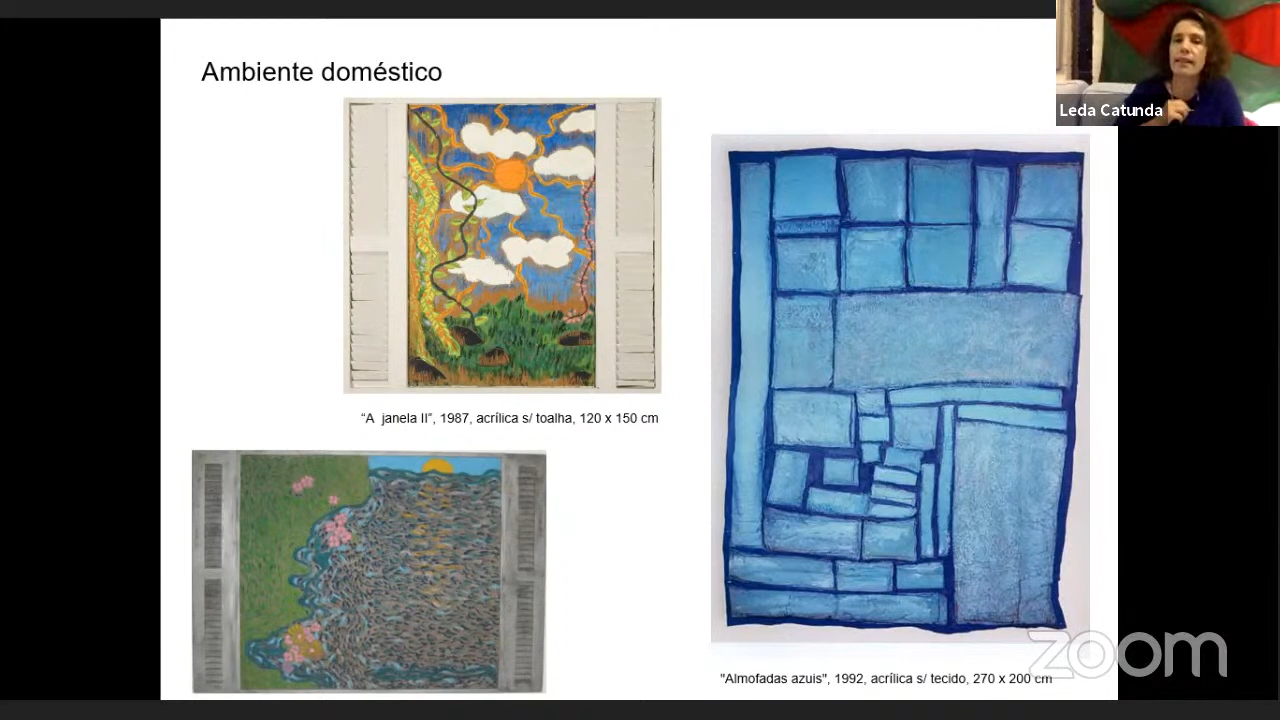 Ambiente doméstico
Leda Catunda
“A janela II”, 1987, acrílica s/ toalha, 120 x 150 cm
"Almofadas azuis", 1992, acrílica s/ tecido, 270 x 200 cm
zoom